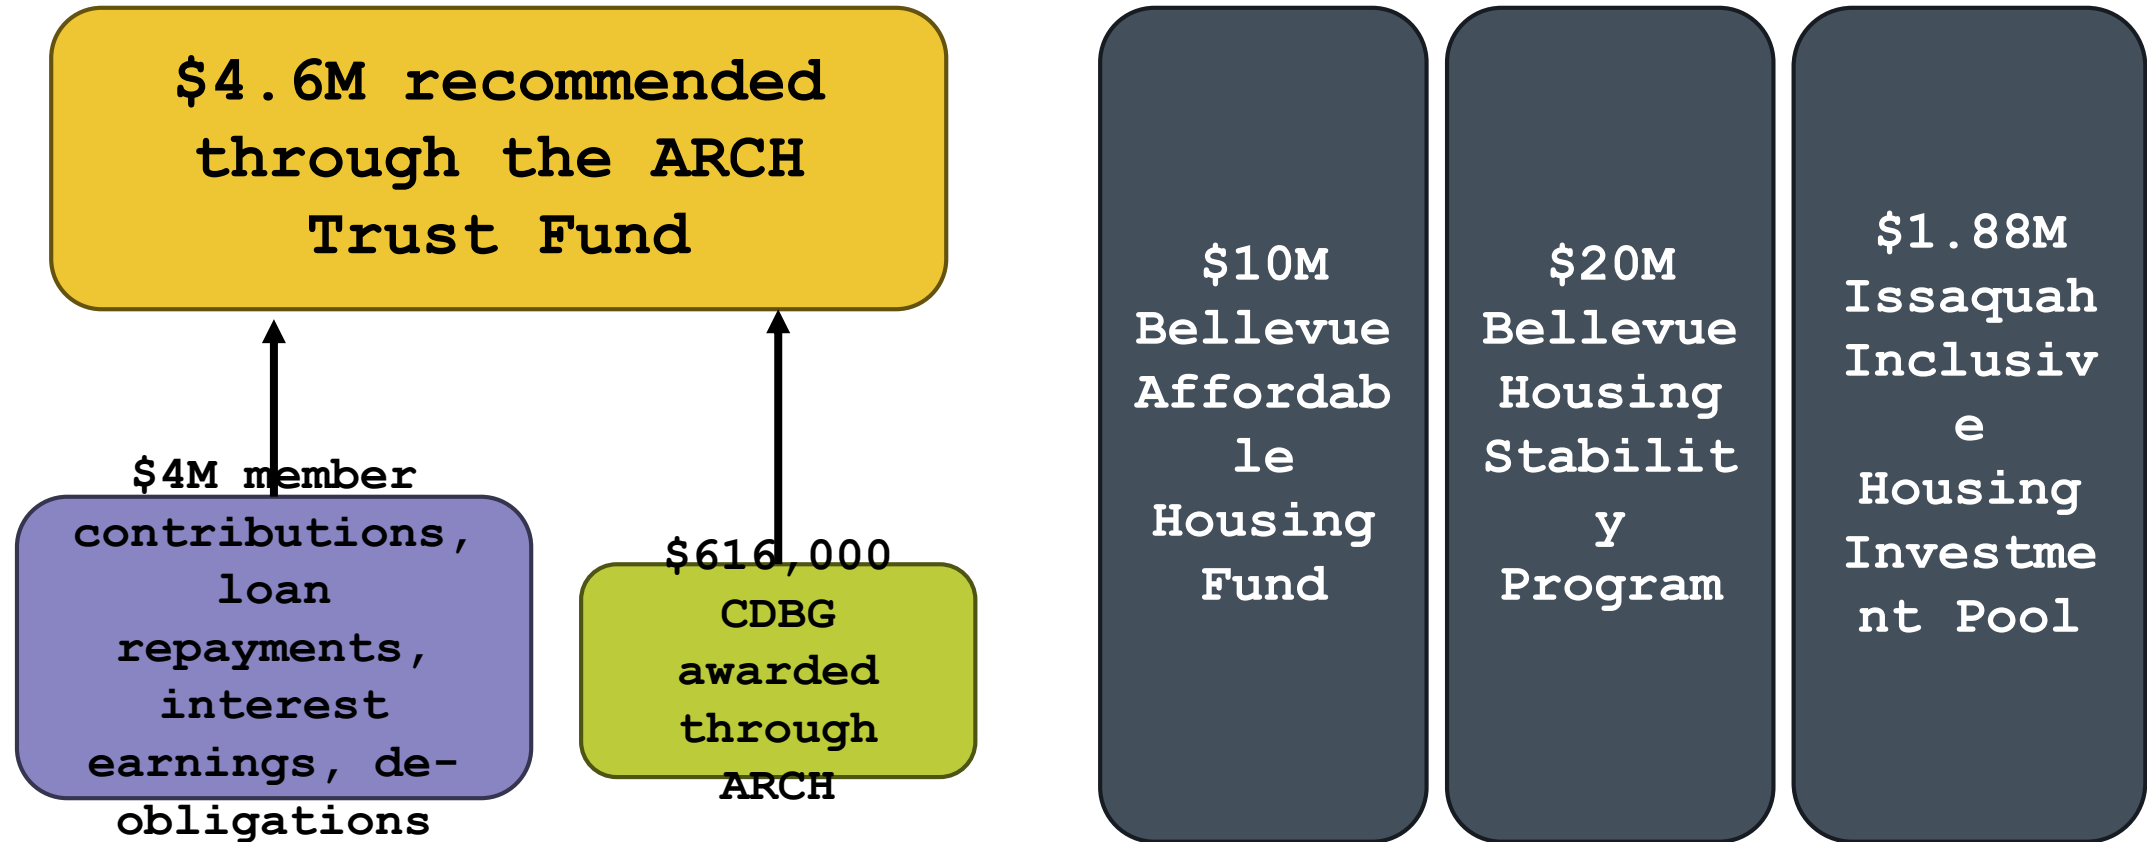 $4.6M recommended
through the ARCH
Trust Fund
$4M member
contributions,
loan
repayments,
interest
earnings, de-
obligations
$616,000
CDBG
awarded
through
ARCH
$10M
Bellevue
Affordab
le
Housing
Fund
$20M
Bellevue
Housing
Stabilit
y
Program
$1.88M
Issaquah
Inclusiv
e
Housing
Investme
nt Pool